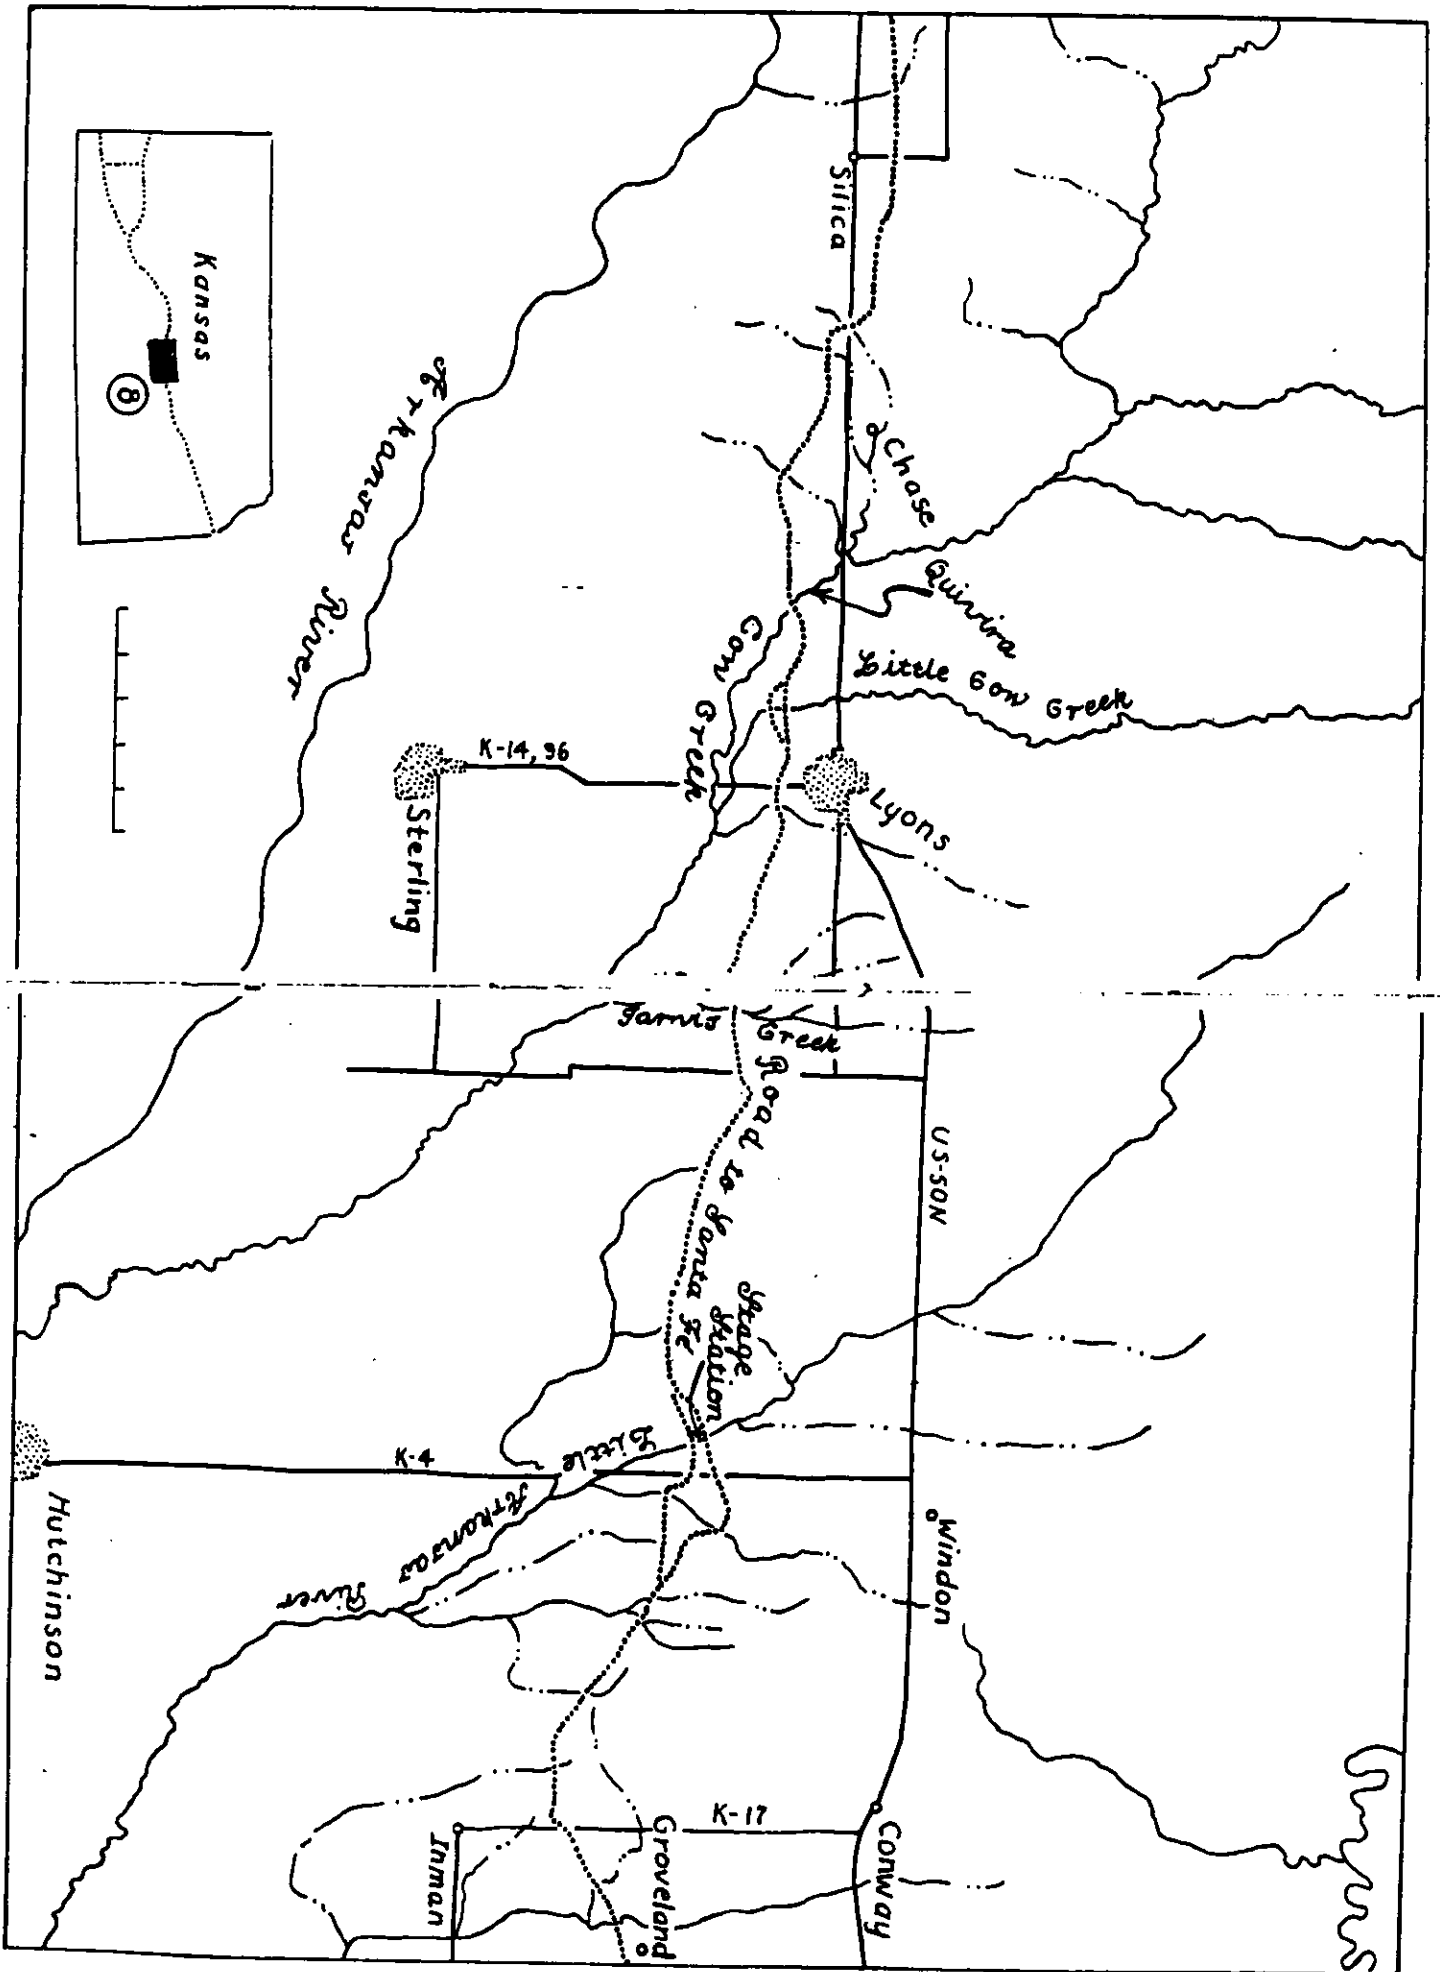 Silica
Kansas
8
Arkansas River
Chase
Quivira
Cow Creek
Little Cow Creek
K-14, 96
Lyons
Sterling
Jarvis Creek
Road to Santa Fe
US-50N
Stage
Station
K-4
Little Arkansas River
Hutchinson
Windon
K-17
Conway
Groveland
Inman